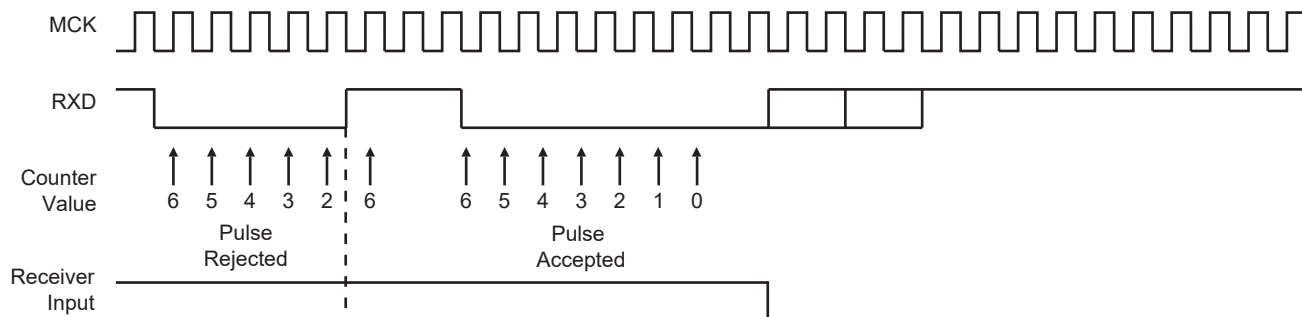 MCK
RXD
Counter
Value
6 5 4 3 2 6 6 5 4 3 2 1 0
Pulse
Rejected
Pulse
Accepted
Receiver
Input